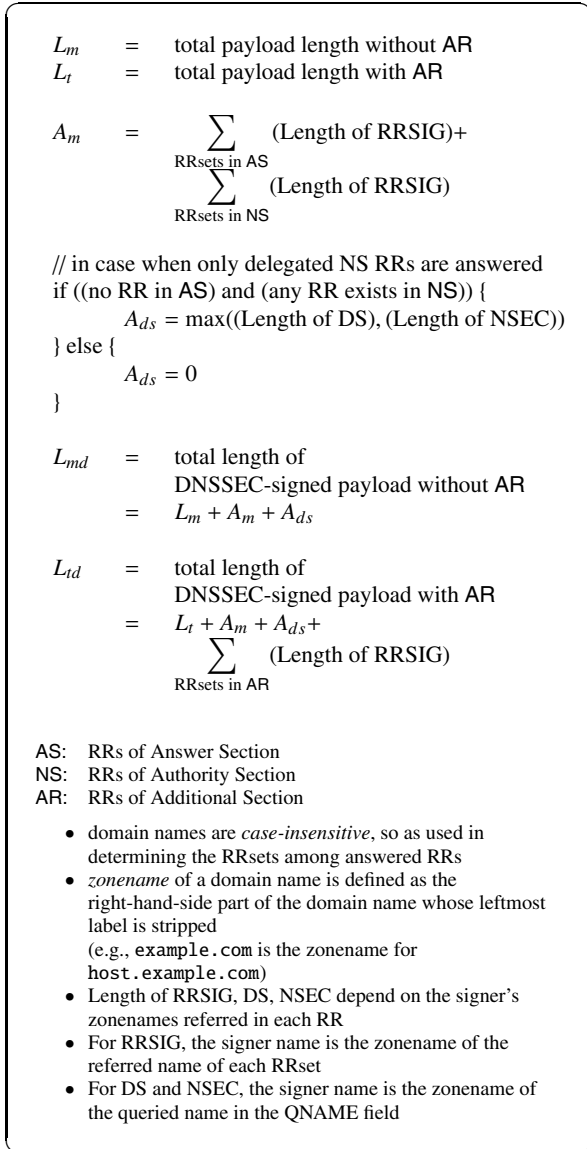 L_m = total payload length without AR
L_t = total payload length with AR
A_m = ∑ (Length of RRSIG)+
RRsets in AS
∑ (Length of RRSIG)
RRsets in NS
// in case when only delegated NS RRs are answered
if ((no RR in AS) and (any RR exists in NS)) {
A_ds = max((Length of DS), (Length of NSEC))
} else {
A_ds = 0
}
L_md = total length of
DNSSEC-signed payload without AR
= L_m + A_m + A_ds
L_td = total length of
DNSSEC-signed payload with AR
= L_t + A_m + A_ds+
∑ (Length of RRSIG)
RRsets in AR
AS: RRs of Answer Section
NS: RRs of Authority Section
AR: RRs of Additional Section
• domain names are case-insensitive, so as used in
determining the RRsets among answered RRs
• zonename of a domain name is defined as the
right-hand-side part of the domain name whose leftmost
label is stripped
(e.g., example.com is the zonename for
host.example.com)
• Length of RRSIG, DS, NSEC depend on the signer's
zonenames referred in each RR
• For RRSIG, the signer name is the zonename of the
referred name of each RRset
• For DS and NSEC, the signer name is the zonename of
the queried name in the QNAME field